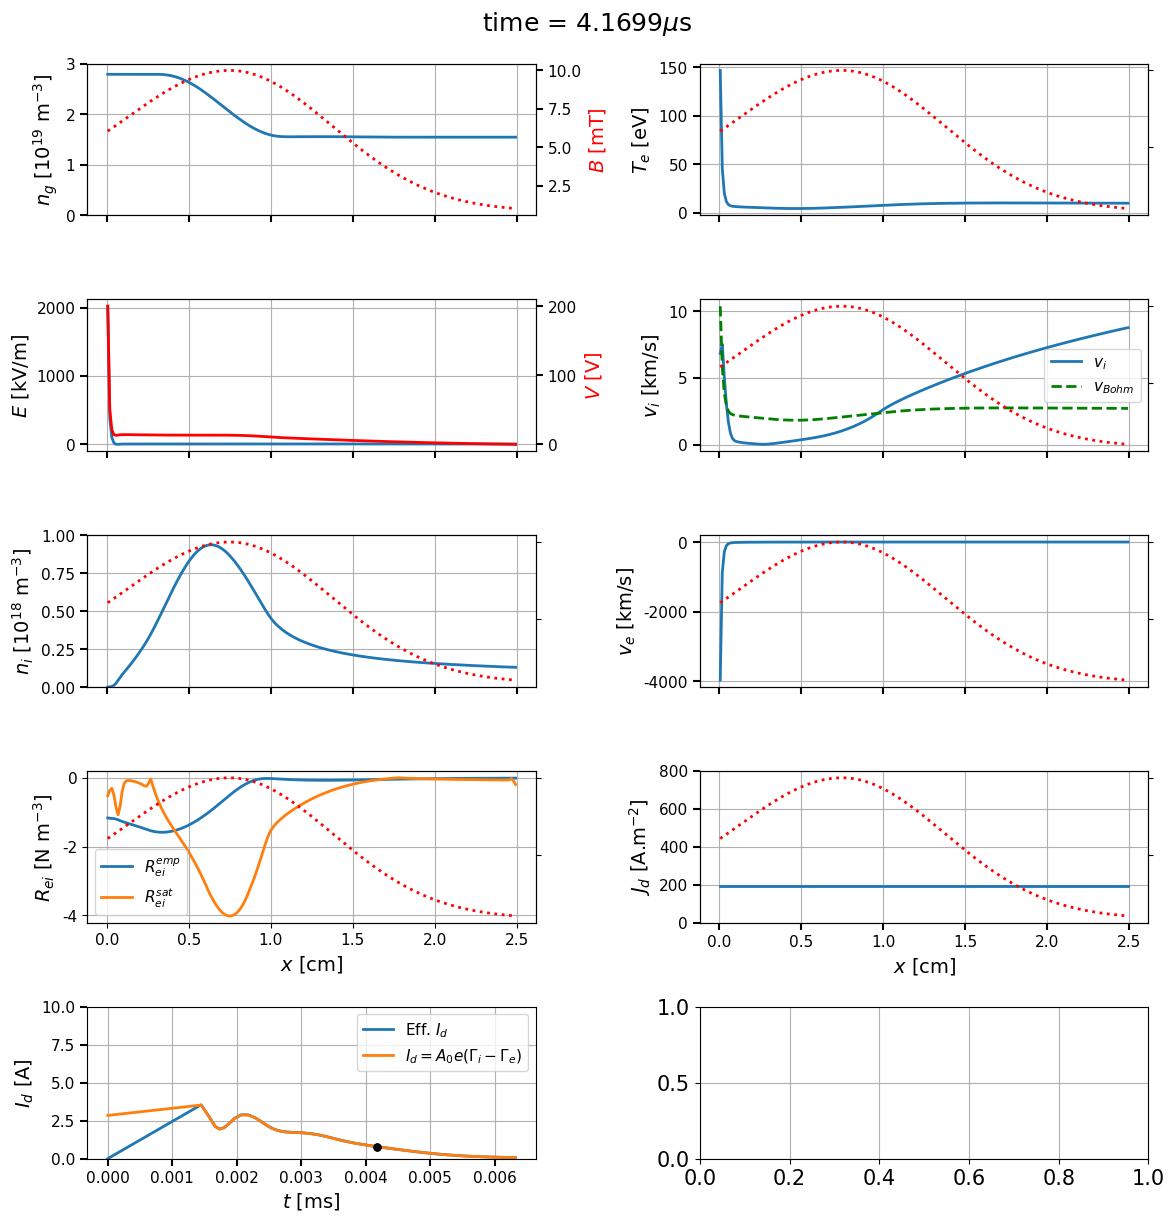 time = 4.1699μs
n_g [10^19 m^−3]
3
2
1
0
10.0
7.5
5.0
2.5
B [mT]
T_e [eV]
150
100
50
0
E [kV/m]
2000
1000
0
200
100
0
V [V]
v_i [km/s]
10
5
0
v_i
v_Bohm
n_i [10^18 m^−3]
1.00
0.75
0.50
0.25
0.00
v_e [km/s]
0
-2000
-4000
R_ei [N m^−3]
0
-2
-4
R_ei^emp
R_ei^sat
0.0 0.5 1.0 1.5 2.0 2.5
x [cm]
J_d [A.m^−2]
800
600
400
200
0
0.0 0.5 1.0 1.5 2.0 2.5
x [cm]
I_d [A]
10.0
7.5
5.0
2.5
0.0
Eff. I_d
I_d = A_0e(Γ_i − Γ_e)
0.000 0.001 0.002 0.003 0.004 0.005 0.006
t [ms]
1.0
0.5
0.0
0.0 0.2 0.4 0.6 0.8 1.0